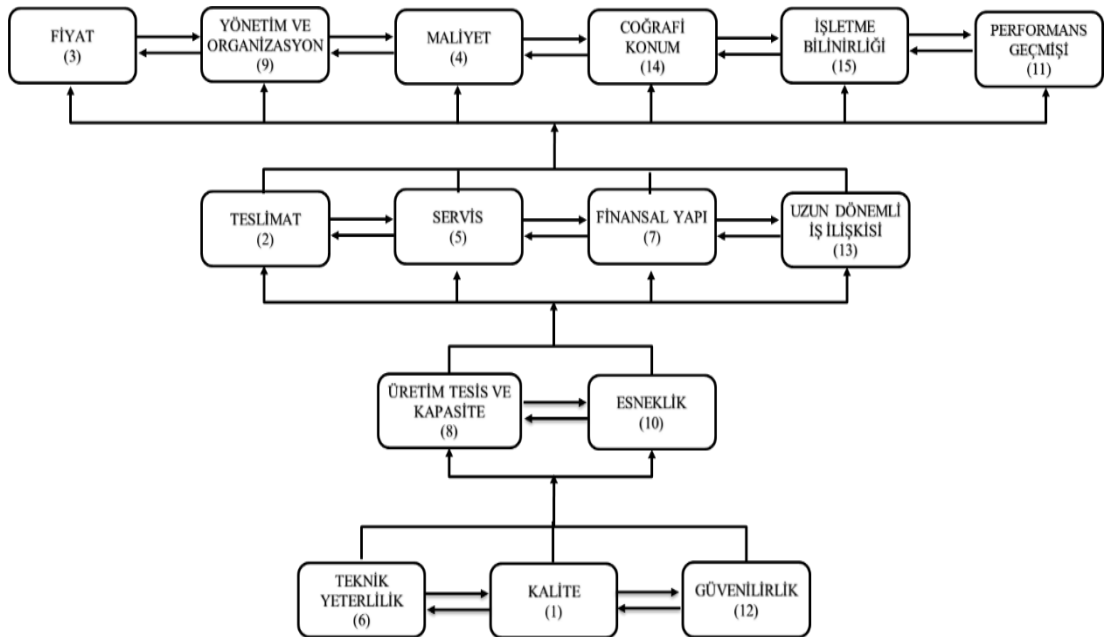 FİYAT
(3)
YÖNETİM VE
ORGANİZASYON
(9)
MALİYET
(4)
COĞRAFİ
KONUM
(14)
İŞLETME
BİLİNİRLİĞİ
(15)
PERFORMANS
GEÇMİŞİ
(11)
TESLİMAT
(2)
SERVİS
(5)
FİNANSAL YAPI
(7)
UZUN DÖNEMLİ
İŞ İLİŞKİSİ
(13)
ÜRETİM TESİS VE
KAPASİTE
(8)
ESNEKLİK
(10)
TEKNİK
YETERLİLİK
(6)
KALİTE
(1)
GÜVENİLİRLİK
(12)